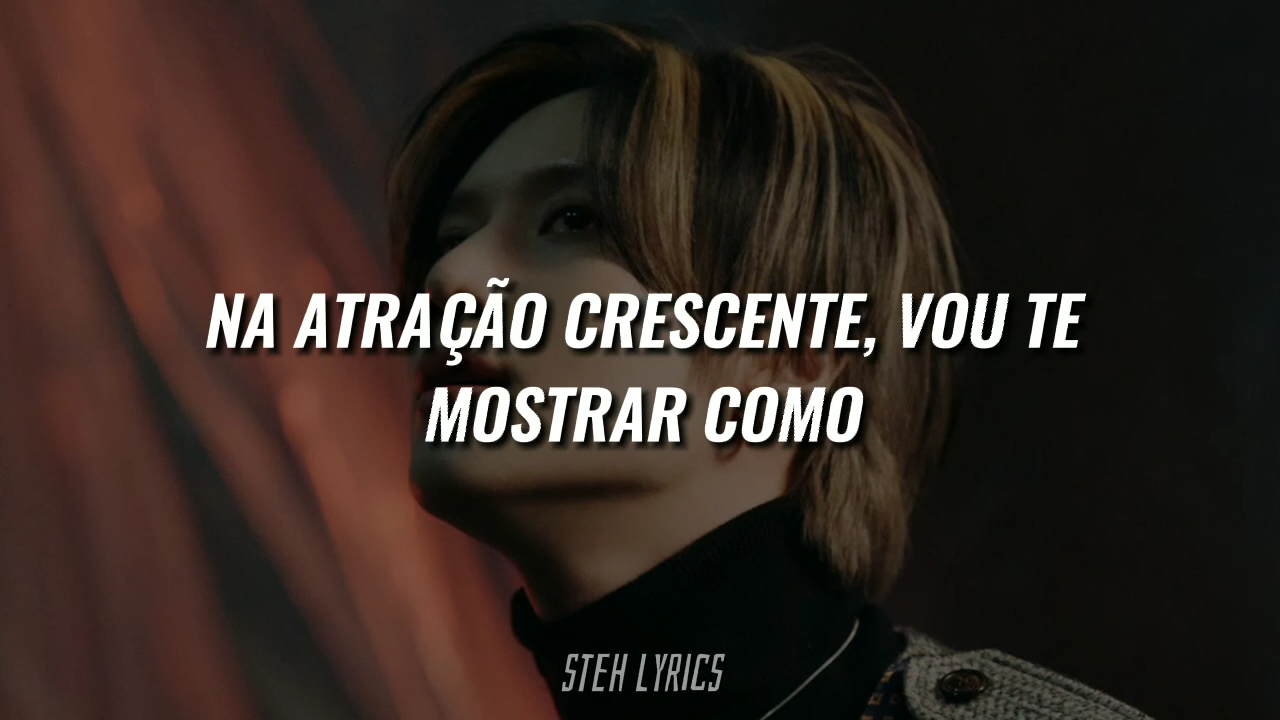 NA ATRAÇÃO CRESCENTE, VOU TE
MOSTRAR COMO
STEH LYRICS